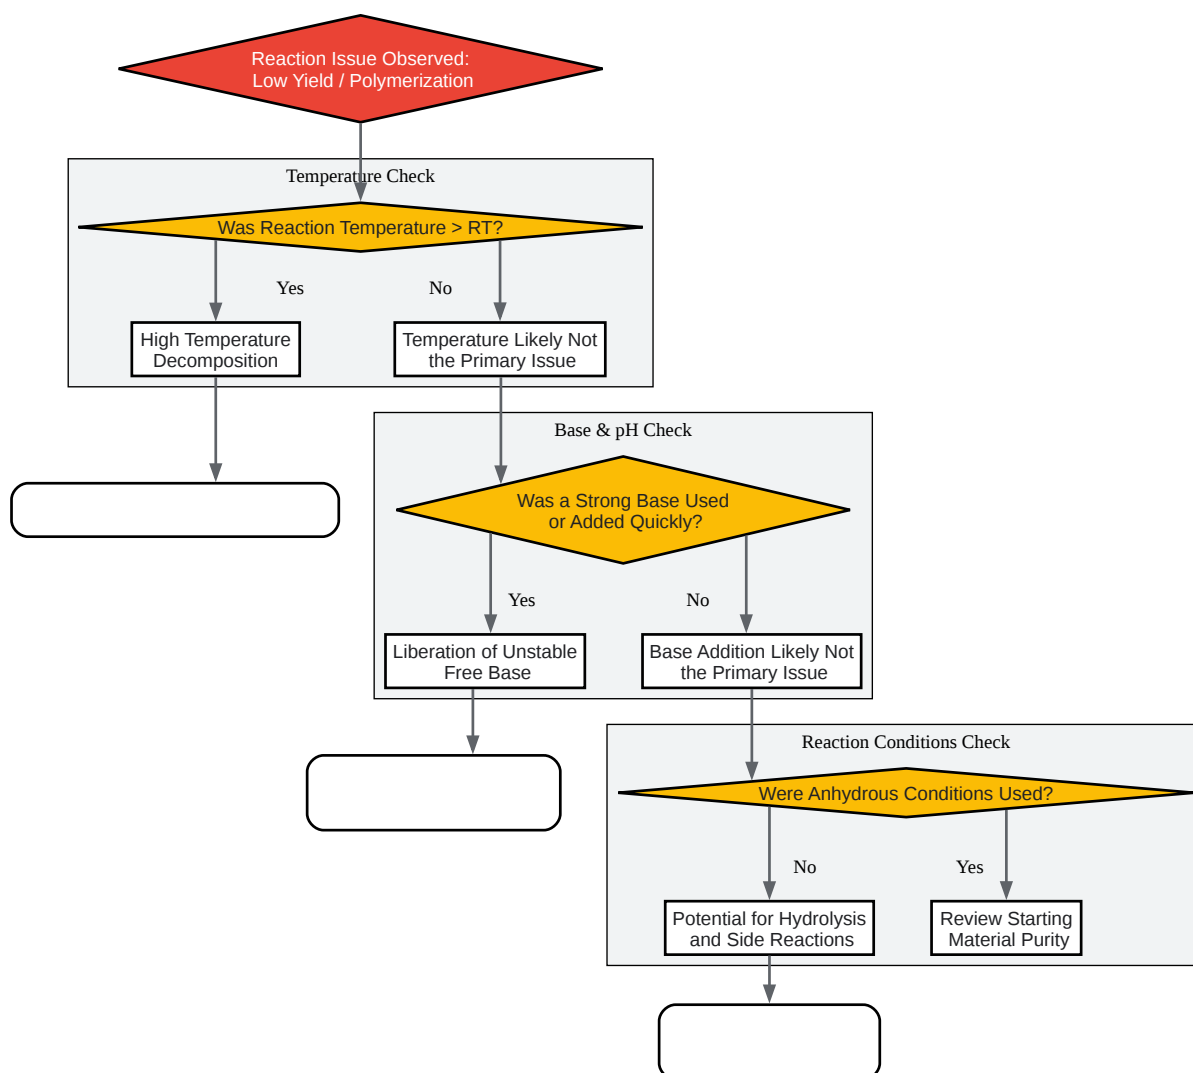 Reaction Issue Observed:
Low Yield / Polymerization
Temperature Check
Was Reaction Temperature > RT?
Yes
No
High Temperature
Decomposition
Temperature Likely Not
the Primary Issue
Base & pH Check
Was a Strong Base Used
or Added Quickly?
Yes
No
Liberation of Unstable
Free Base
Base Addition Likely Not
the Primary Issue
Reaction Conditions Check
Were Anhydrous Conditions Used?
No
Yes
Potential for Hydrolysis
and Side Reactions
Review Starting
Material Purity